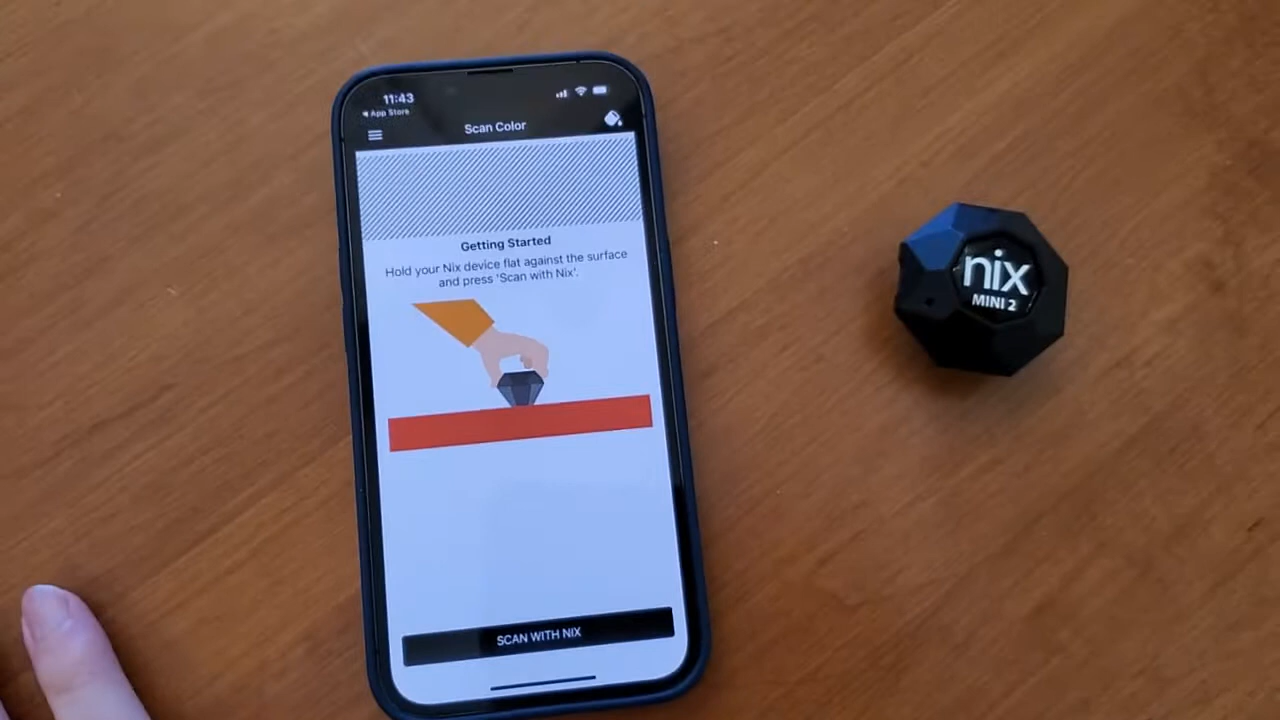 11:43
App Store
Scan Color
Getting Started
Hold your Nix device flat against the surface
and press 'Scan with Nix'.
SCAN WITH NIX
nix
MINI 2